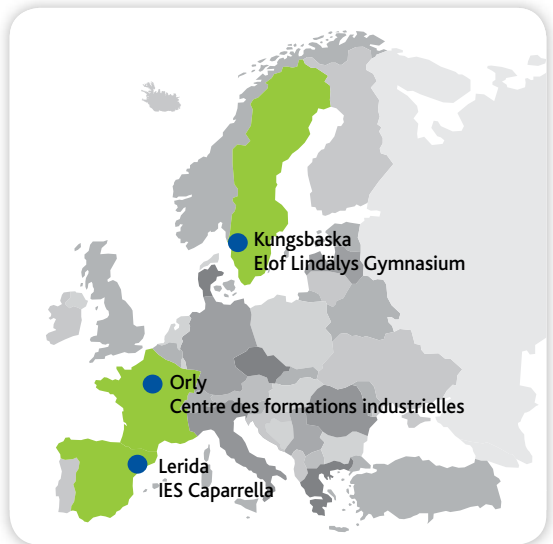 Kungsbaska
Elof Lindälys Gymnasium
Orly
Centre des formations industrielles
Lerida
IES Caparrella